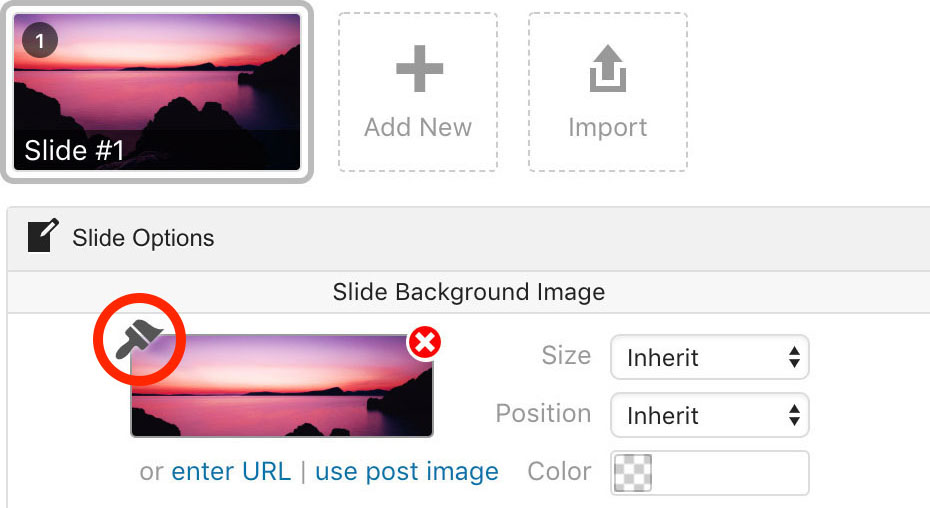 1
Slide #1
Add New
Import
Slide Options
Slide Background Image
Size
Inherit
Position
Inherit
or enter URL | use post image
Color